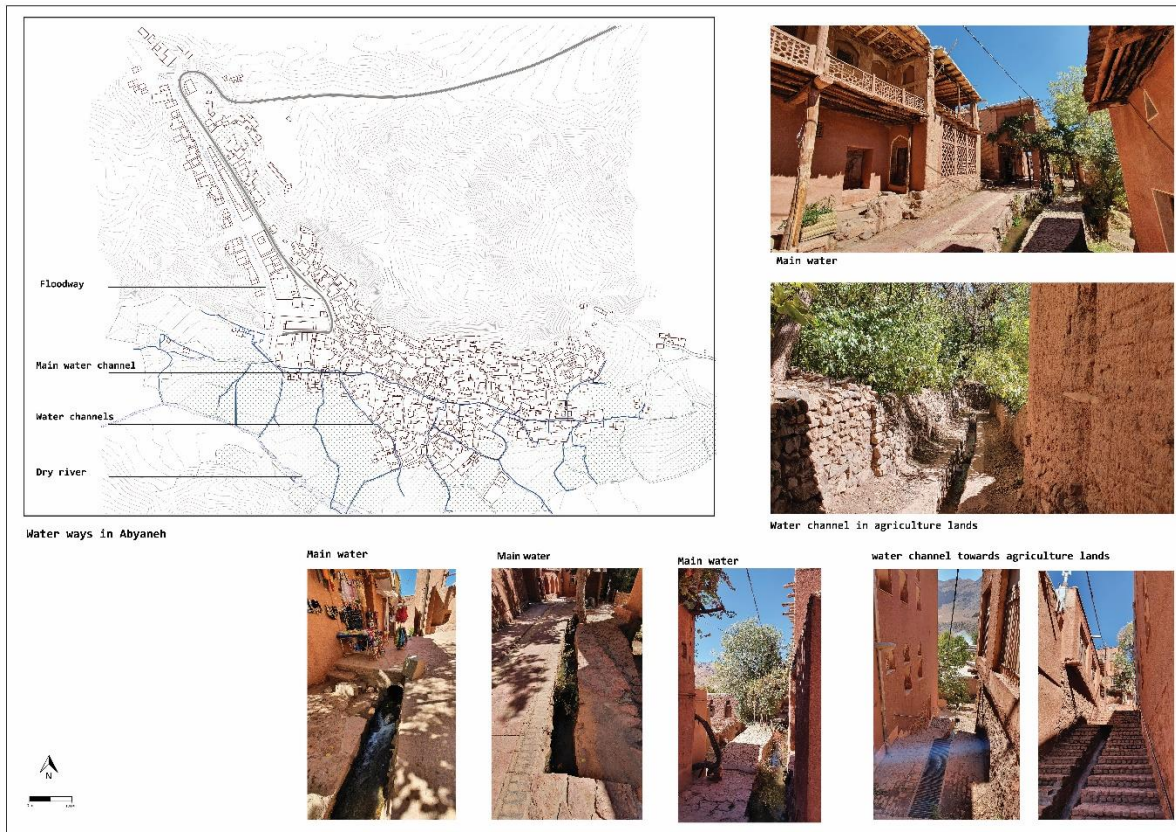 Floodway
Main water channel
Water channels
Dry river
Water ways in Abyaneh
Main water
Water channel in agriculture lands
Main water
Main water
Main water
water channel towards agriculture lands
N